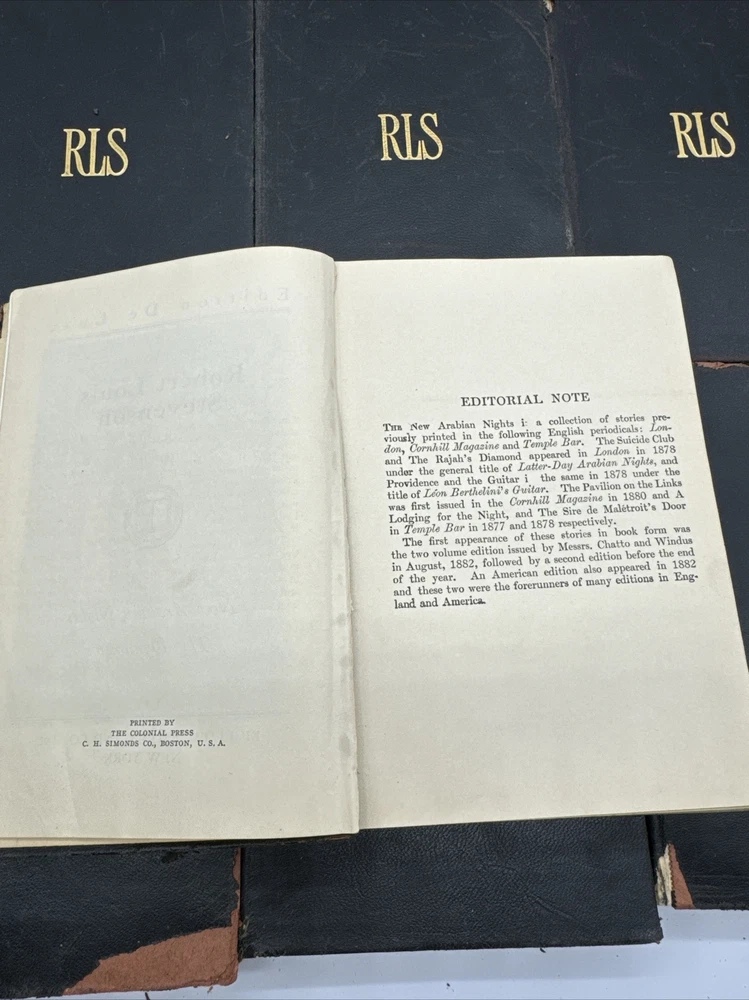 RLS
RLS
RLS
PRINTED BY
THE COLONIAL PRESS
C. H. SIMONDS CO., BOSTON, U. S. A.
EDITORIAL NOTE
THE New Arabian Nights i: a collection of stories pre-
viously printed in the following English periodicals: Lon-
don, Cornhill Magazine and Temple Bar. The Suicide Club
and The Rajah's Diamond appeared in London in 1878
under the general title of Latter-Day Arabian Nights, and
Providence and the Guitar i the same in 1878 under the
title of Léon Berthelini's Guitar. The Pavilion on the Links
was first issued in the Cornhill Magazine in 1880 and A
Lodging for the Night, and The Sire de Malétroit's Door
in Temple Bar in 1877 and 1878 respectively.
The first appearance of these stories in book form was
the two volume edition issued by Messrs. Chatto and Windus
in August, 1882, followed by a second edition before the end
of the year. An American edition also appeared in 1882
and these two were the forerunners of many editions in Eng-
land and America.